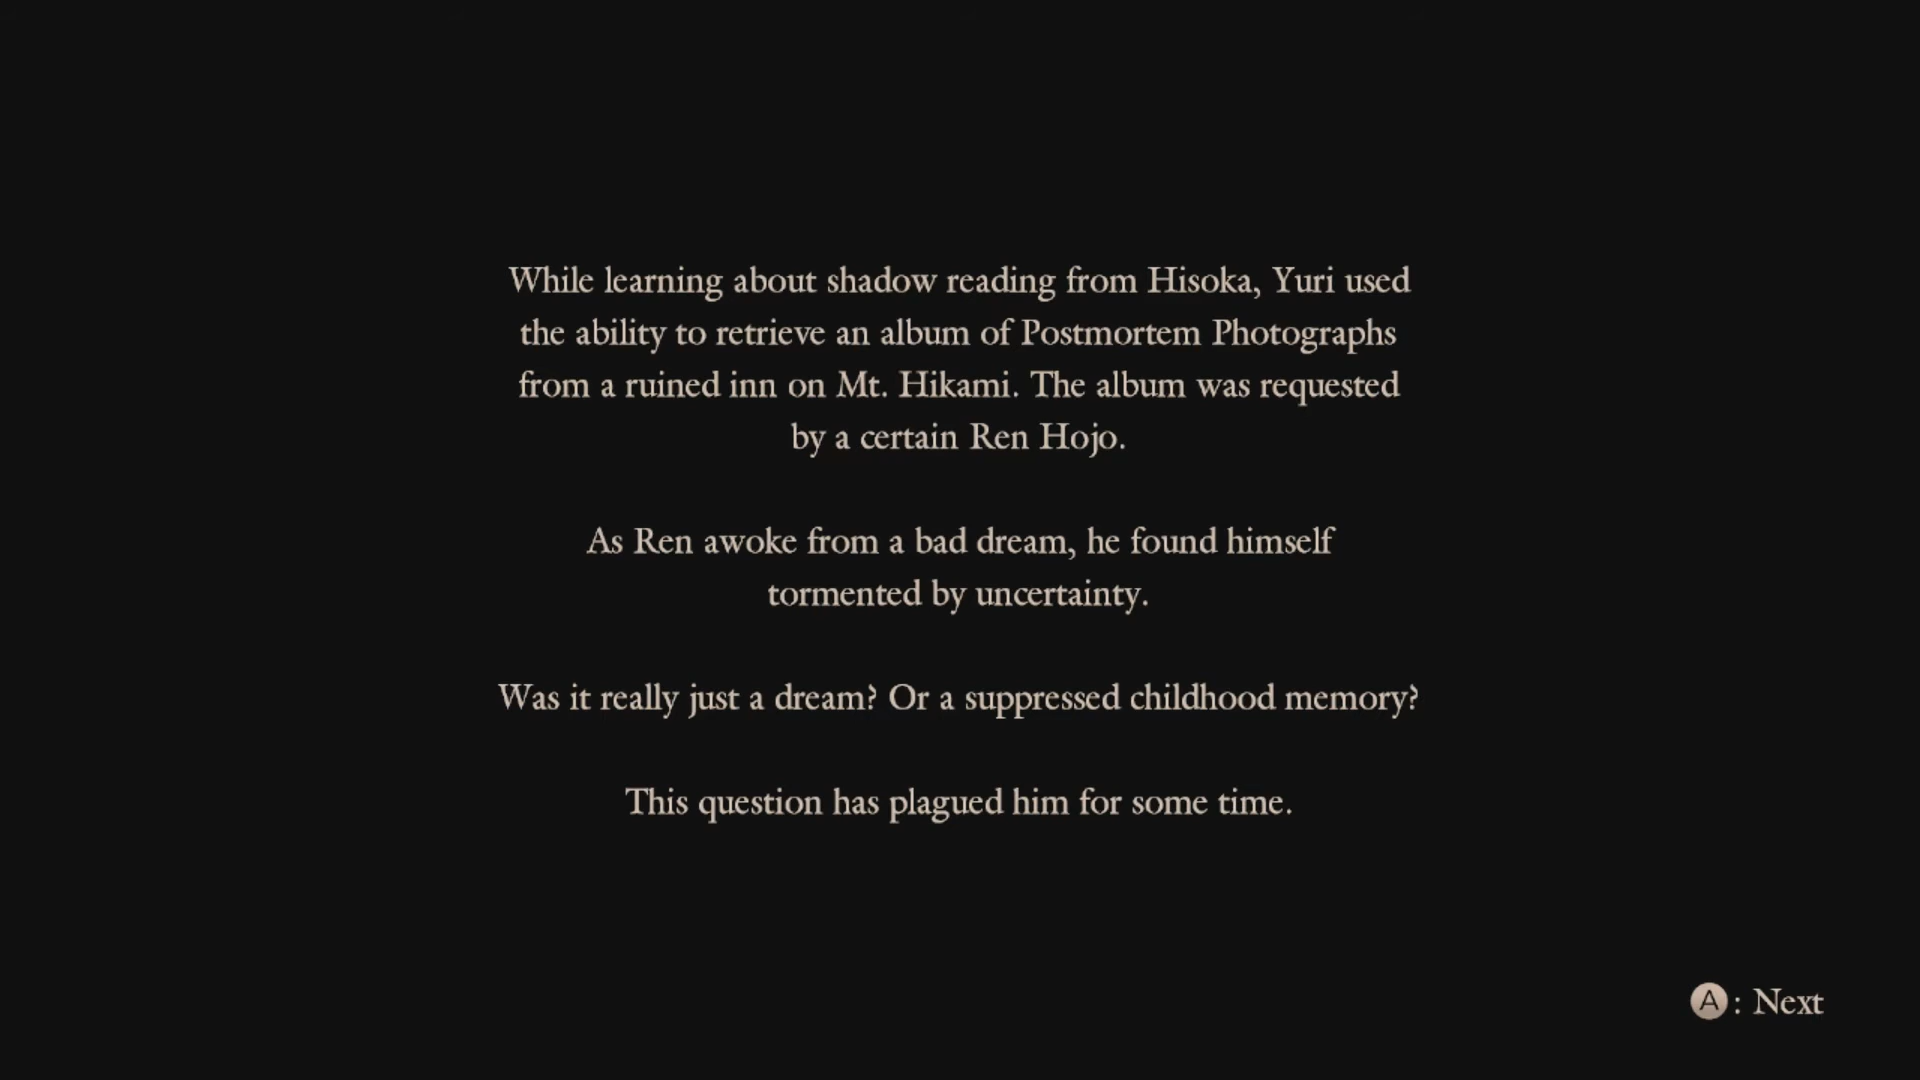 While learning about shadow reading from Hisoka, Yuri used
the ability to retrieve an album of Postmortem Photographs
from a ruined inn on Mt. Hikami. The album was requested
by a certain Ren Hojo.
As Ren awoke from a bad dream, he found himself
tormented by uncertainty.
Was it really just a dream? Or a suppressed childhood memory?
This question has plagued him for some time.
A : Next